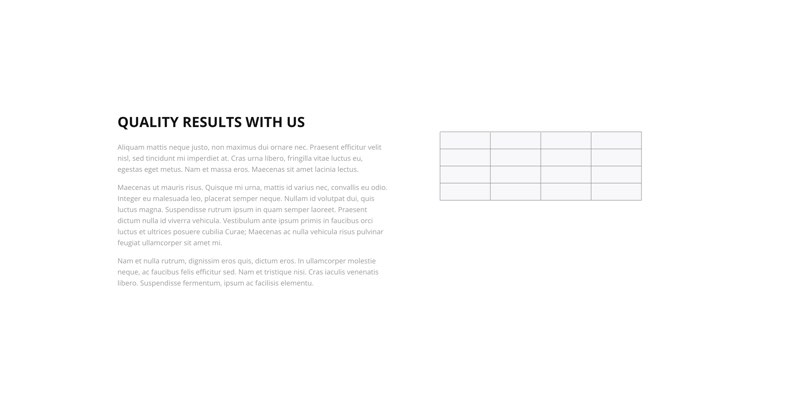 QUALITY RESULTS WITH US
Aliquam mattis neque justo, non maximus dui ornare nec. Praesent efficitur velit
nisl, sed tincidunt mi imperdiet at. Cras urna libero, fringilla vitae luctus eu,
egestas eget metus. Nam et massa eros. Maecenas sit amet lacinia lectus.
Maecenas ut mauris risus. Quisque mi urna, mattis id varius nec, convallis eu odio.
Integer eu malesuada leo, placerat semper neque. Nullam id volutpat dui, quis
luctus magna. Suspendisse rutrum ipsum in quam semper laoreet. Praesent
dictum nulla id viverra vehicula. Vestibulum ante ipsum primis in faucibus orci
luctus et ultrices posuere cubilia Curae; Maecenas ac nulla vehicula risus pulvinar
feugiat ullamcorper sit amet mi.
Nam et nulla rutrum, dignissim eros quis, dictum eros. In ullamcorper molestie
neque, ac faucibus felis efficitur sed. Nam et tristique nisi. Cras iaculis venenatis
libero. Suspendisse fermentum, ipsum ac facilisis elementu.